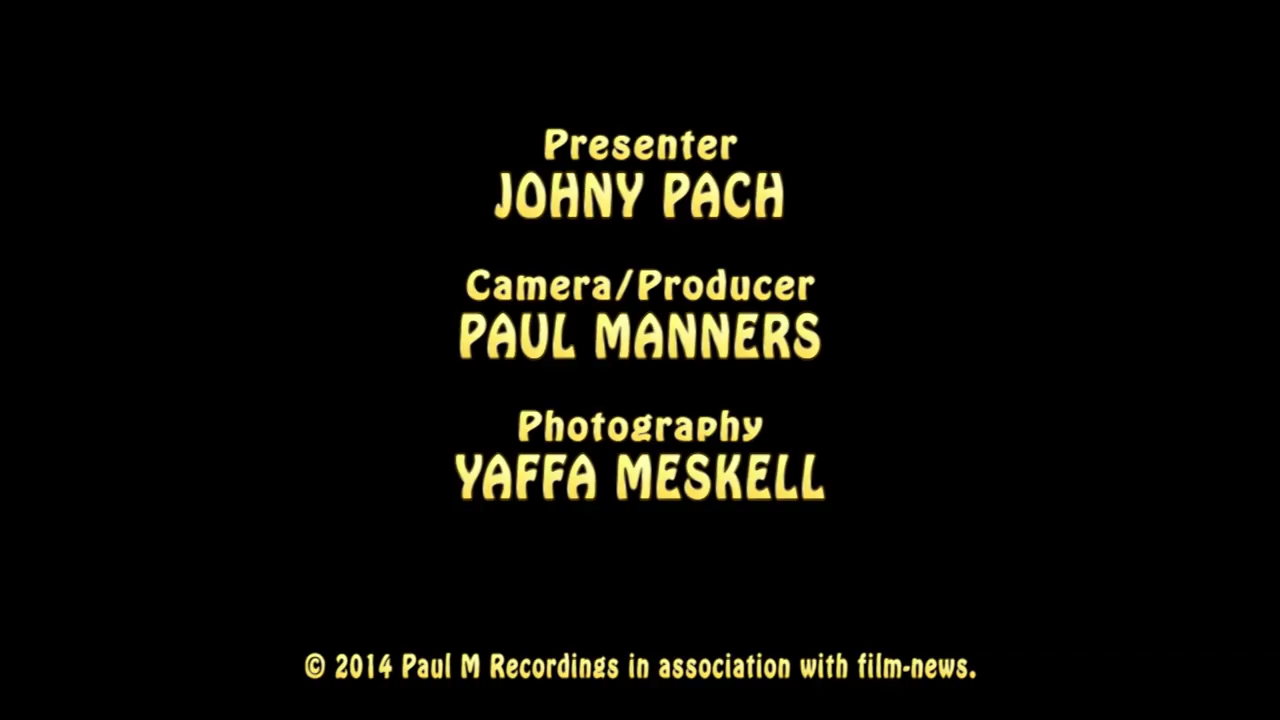 Presenter
JOHNY PACH
Camera/Producer
PAUL MANNERS
Photography
YAFFA MESKELL
© 2014 Paul M Recordings in association with film-news.